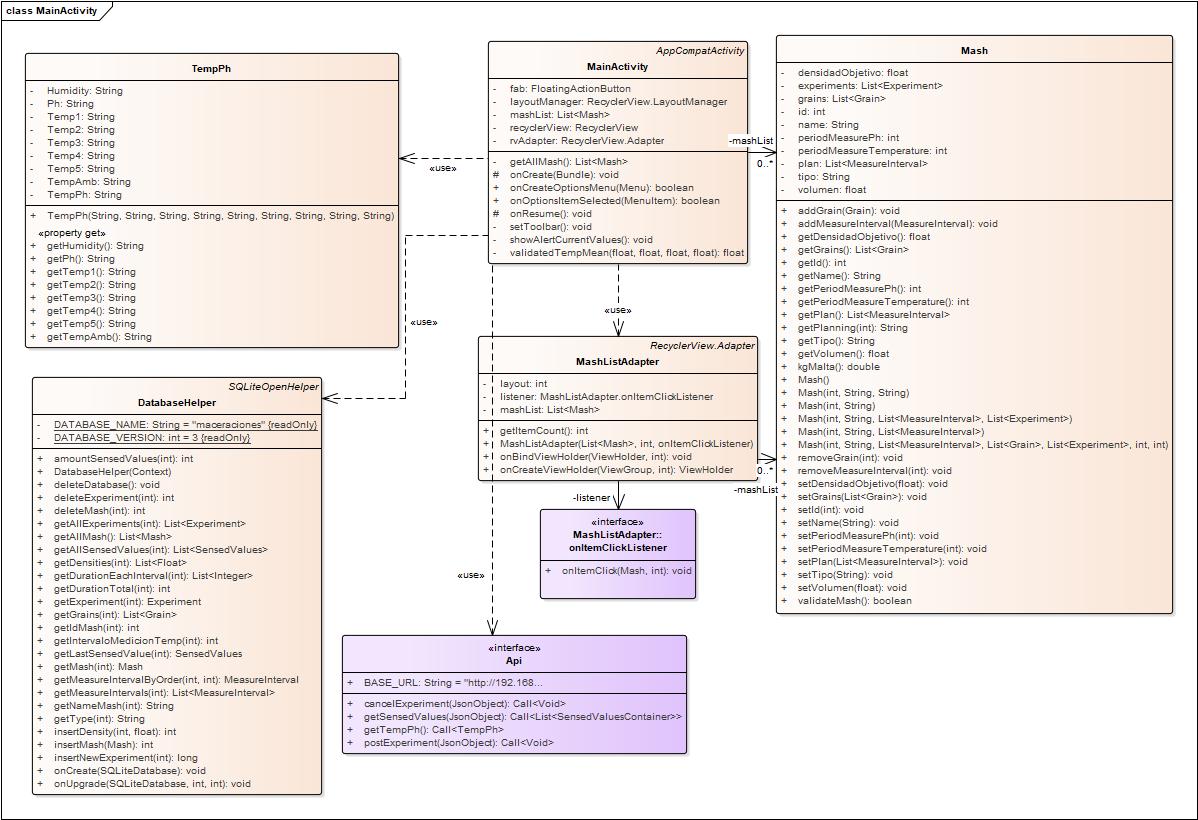 class MainActivity
TempPh
- Humidity: String
- Ph: String
- Temp1: String
- Temp2: String
- Temp3: String
- Temp4: String
- Temp5: String
- TempAmb: String
- TempPh: String
+ TempPh(String, String, String, String, String, String, String, String, String)
«property get»
+ getHumidity(): String
+ getPh(): String
+ getTemp1(): String
+ getTemp2(): String
+ getTemp3(): String
+ getTemp4(): String
+ getTemp5(): String
+ getTempAmb(): String
AppCompatActivity
MainActivity
- fab: FloatingActionButton
- layoutManager: RecyclerView.LayoutManager
- mashList: List<Mash>
- recyclerView: RecyclerView
- rvAdapter: RecyclerView.Adapter
- getAllMash(): List<Mash>
# onCreate(Bundle): void
+ onCreateOptionsMenu(Menu): boolean
+ onOptionsItemSelected(MenuItem): boolean
# onResume(): void
- setToolbar(): void
- showAlertCurrentValues(): void
- validatedTempMean(float, float, float, float): float
Mash
- densidadObjetivo: float
- experiments: List<Experiment>
- grains: List<Grain>
- id: int
- name: String
- periodMeasurePh: int
- periodMeasureTemperature: int
- plan: List<MeasureInterval>
- tipo: String
- volumen: float
+ addGrain(Grain): void
+ addMeasureInterval(MeasureInterval): void
+ getDensidadObjetivo(): float
+ getGrains(): List<Grain>
+ getId(): int
+ getName(): String
+ getPeriodMeasurePh(): int
+ getPeriodMeasureTemperature(): int
+ getPlan(): List<MeasureInterval>
+ getPlanning(int): String
+ getTipo(): String
+ getVolumen(): float
+ kgMalta(): double
+ Mash()
+ Mash(int, String, String)
+ Mash(int, String)
+ Mash(int, String, List<MeasureInterval>, List<Experiment>)
+ Mash(int, String, List<MeasureInterval>)
+ Mash(int, String, List<MeasureInterval>, List<Grain>, List<Experiment>, int, int)
+ removeGrain(int): void
+ removeMeasureInterval(int): void
+ setDensidadObjetivo(float): void
+ setGrains(List<Grain>): void
+ setId(int): void
+ setName(String): void
+ setPeriodMeasurePh(int): void
+ setPeriodMeasureTemperature(int): void
+ setPlan(List<MeasureInterval>): void
+ setTipo(String): void
+ setVolumen(float): void
+ validateMash(): boolean
-mashList
0..*
«use»
«use»
«use»
«use»
RecyclerView.Adapter
MashListAdapter
- layout: int
- listener: MashListAdapter.onItemClickListener
- mashList: List<Mash>
+ getItemCount(): int
+ MashListAdapter(List<Mash>, int, onItemClickListener)
+ onBindViewHolder(ViewHolder, int): void
+ onCreateViewHolder(ViewGroup, int): ViewHolder
0..*
-mashList
-listener
«interface»
MashListAdapter::
onItemClickListener
+ onItemClick(Mash, int): void
SQLiteOpenHelper
DatabaseHelper
- DATABASE_NAME: String = "maceraciones" {readOnly}
- DATABASE_VERSION: int = 3 {readOnly}
+ amountSensedValues(int): int
+ DatabaseHelper(Context)
+ deleteDatabase(): void
+ deleteExperiment(int): int
+ deleteMash(int): int
+ getAllExperiments(int): List<Experiment>
+ getAllMash(): List<Mash>
+ getAllSensedValues(int): List<SensedValues>
+ getDensities(int): List<Float>
+ getDurationEachInterval(int): List<Integer>
+ getDurationTotal(int): int
+ getExperiment(int): Experiment
+ getGrains(int): List<Grain>
+ getIdMash(int): int
+ getIntervaloMedicionTemp(int): int
+ getLastSensedValue(int): SensedValues
+ getMash(int): Mash
+ getMeasureIntervalByOrder(int, int): MeasureInterval
+ getMeasureIntervals(int): List<MeasureInterval>
+ getNameMash(int): String
+ getType(int): String
+ insertDensity(int, float): int
+ insertMash(Mash): int
+ insertNewExperiment(int): long
+ onCreate(SQLiteDatabase): void
+ onUpgrade(SQLiteDatabase, int, int): void
«interface»
Api
+ BASE_URL: String = "http://192.168...
+ cancelExperiment(JsonObject): Call<Void>
+ getSensedValues(JsonObject): Call<List<SensedValuesContainer>>
+ getTempPh(): Call<TempPh>
+ postExperiment(JsonObject): Call<Void>